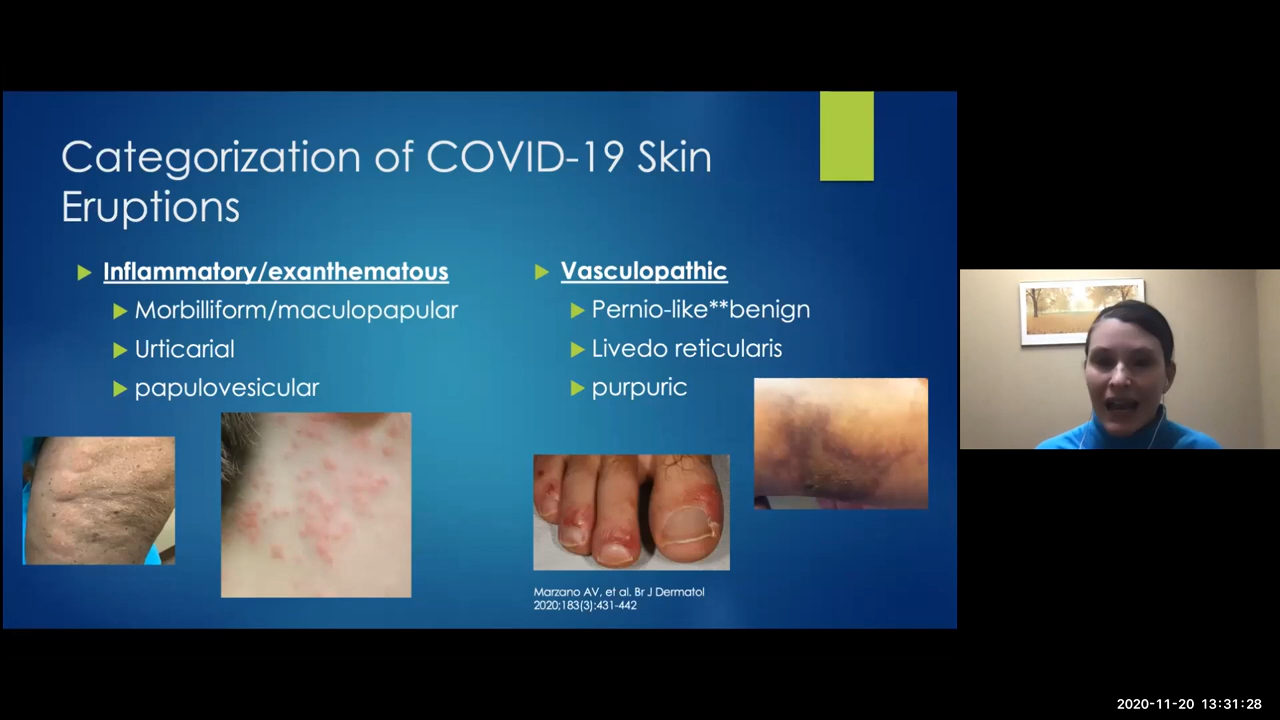 Categorization of COVID-19 Skin
Eruptions
Inflammatory/exanthematous
Morbilliform/maculopapular
Urticarial
papulovesicular
Vasculopathic
Pernio-like**benign
Livedo reticularis
purpuric
Marzano AV, et al. Br J Dermatol
2020;183(3):431-442
2020-11-20 13:31:28